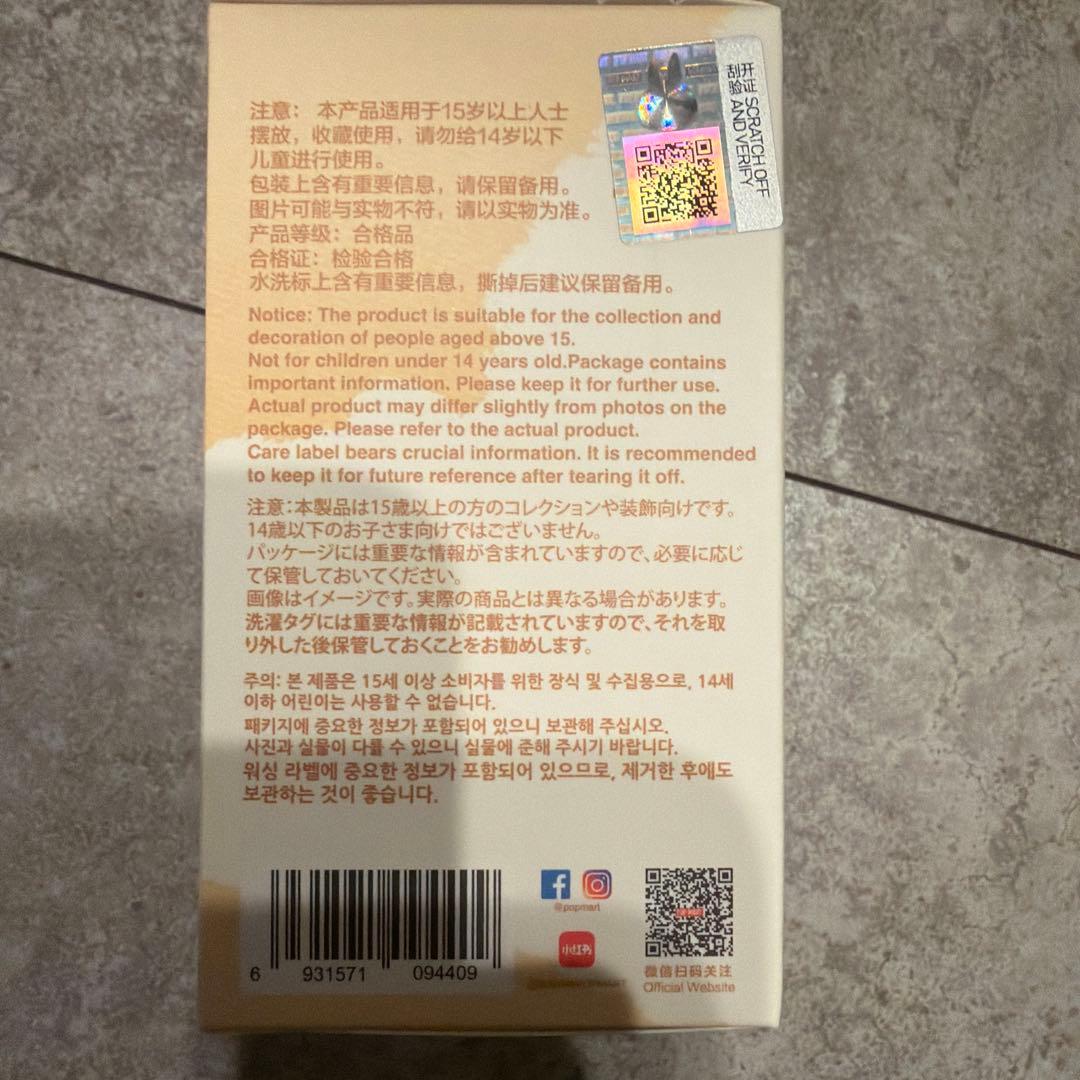 开证 SCRATCH OFF
刮验 AND VERIFY
注意： 本产品适用于15岁以上人士
摆放，收藏使用，请勿给14岁以下
儿童进行使用。
包装上含有重要信息，请保留备用。
图片可能与实物不符，请以实物为准。
产品等级：合格品
合格证：检验合格
水洗标上含有重要信息，撕掉后建议保留备用。
Notice: The product is suitable for the collection and
decoration of people aged above 15.
Not for children under 14 years old.Package contains
important information. Please keep it for further use.
Actual product may differ slightly from photos on the
package. Please refer to the actual product.
Care label bears crucial information. It is recommended
to keep it for future reference after tearing it off.
注意：本製品は15歳以上の方のコレクションや装飾向けです。
14歳以下のお子さま向けではございません。
パッケージには重要な情報が含まれていますので、必要に応じ
て保管しておいてください。
画像はイメージです。実際の商品とは異なる場合があります。
洗濯タグには重要な情報が記載されていますので、それを取
り外した後保管しておくことをお勧めします。
주의: 본 제품은 15세 이상 소비자를 위한 장식 및 수집용으로, 14세
이하 어린이는 사용할 수 없습니다.
패키지에 중요한 정보가 포함되어 있으니 보관해 주십시오.
사진과 실물이 다를 수 있으니 실물에 준해 주시기 바랍니다.
워싱 라벨에 중요한 정보가 포함되어 있으므로, 제거한 후에도
보관하는 것이 좋습니다.
@popmart
小红书
6 931571 094409
微信扫码关注
Official Website